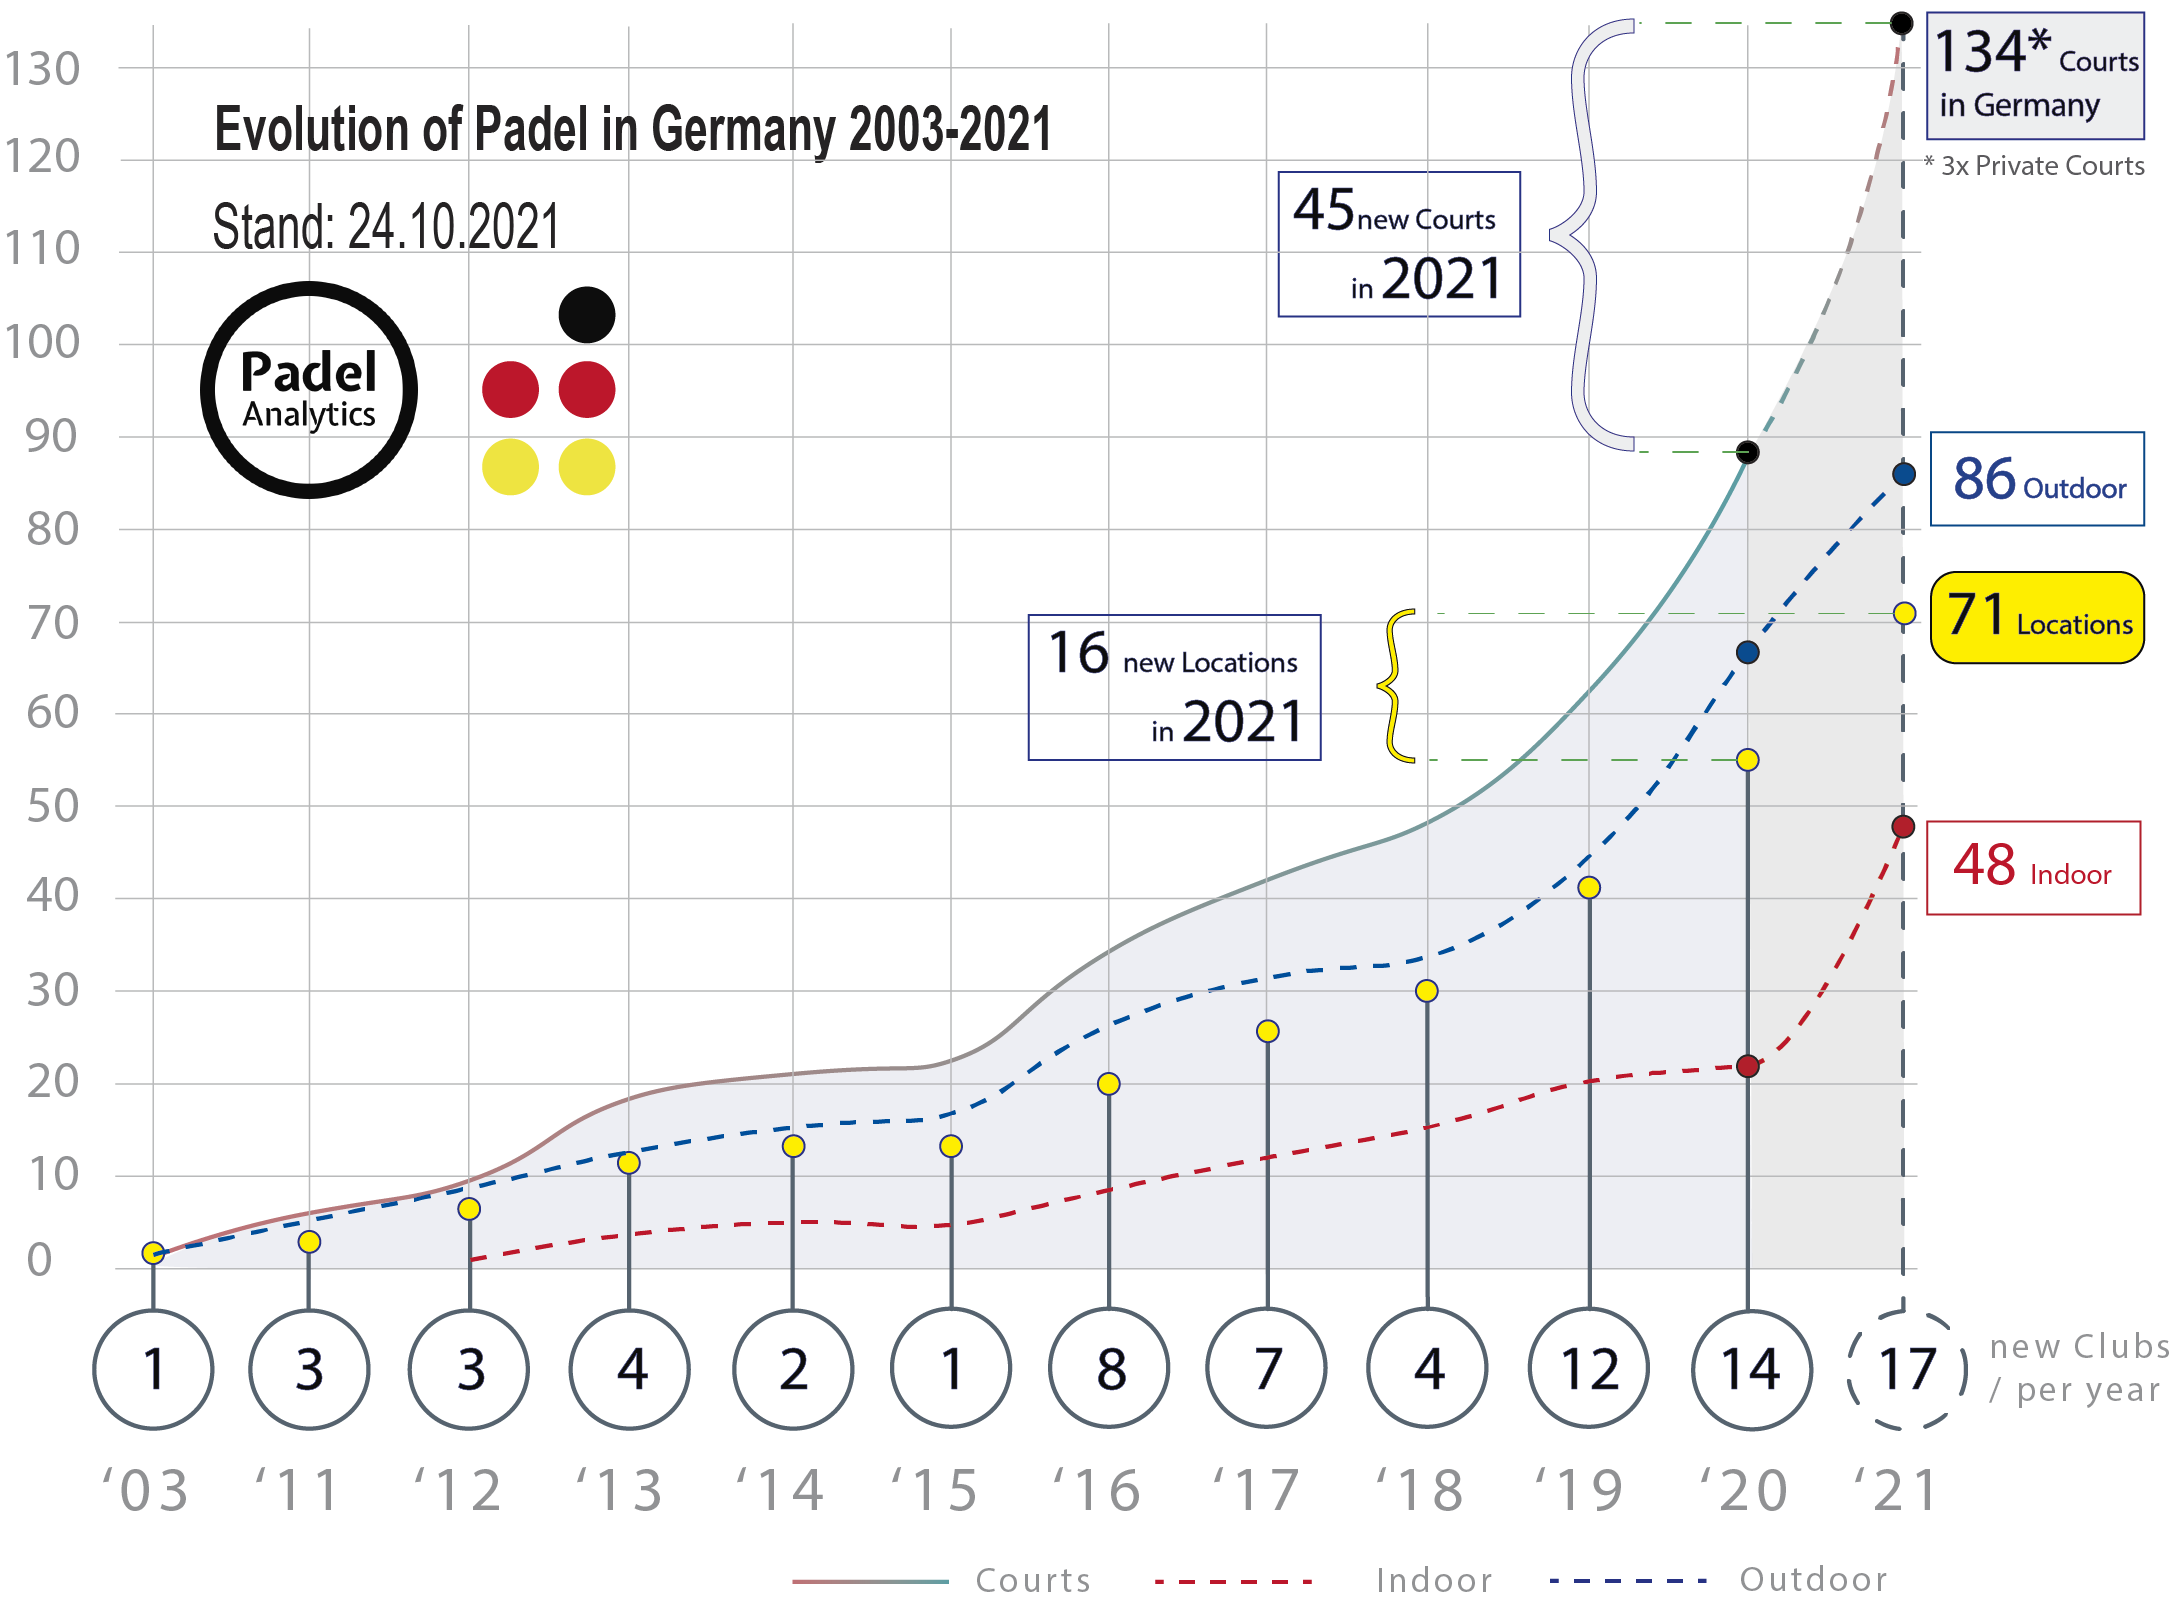 Evolution of Padel in Germany 2003-2021
Stand: 24.10.2021
Padel
Analytics
130
120
110
100
90
80
70
60
50
40
30
20
10
0
134* Courts
in Germany
* 3x Private Courts
45 new Courts
in 2021
86 Outdoor
71 Locations
16 new Locations
in 2021
48 Indoor
1 3 3 4 2 1 8 7 4 12 14 17
new Clubs
/ per year
‘03 ‘11 ‘12 ‘13 ‘14 ‘15 ‘16 ‘17 ‘18 ‘19 ‘20 ‘21
Courts Indoor Outdoor